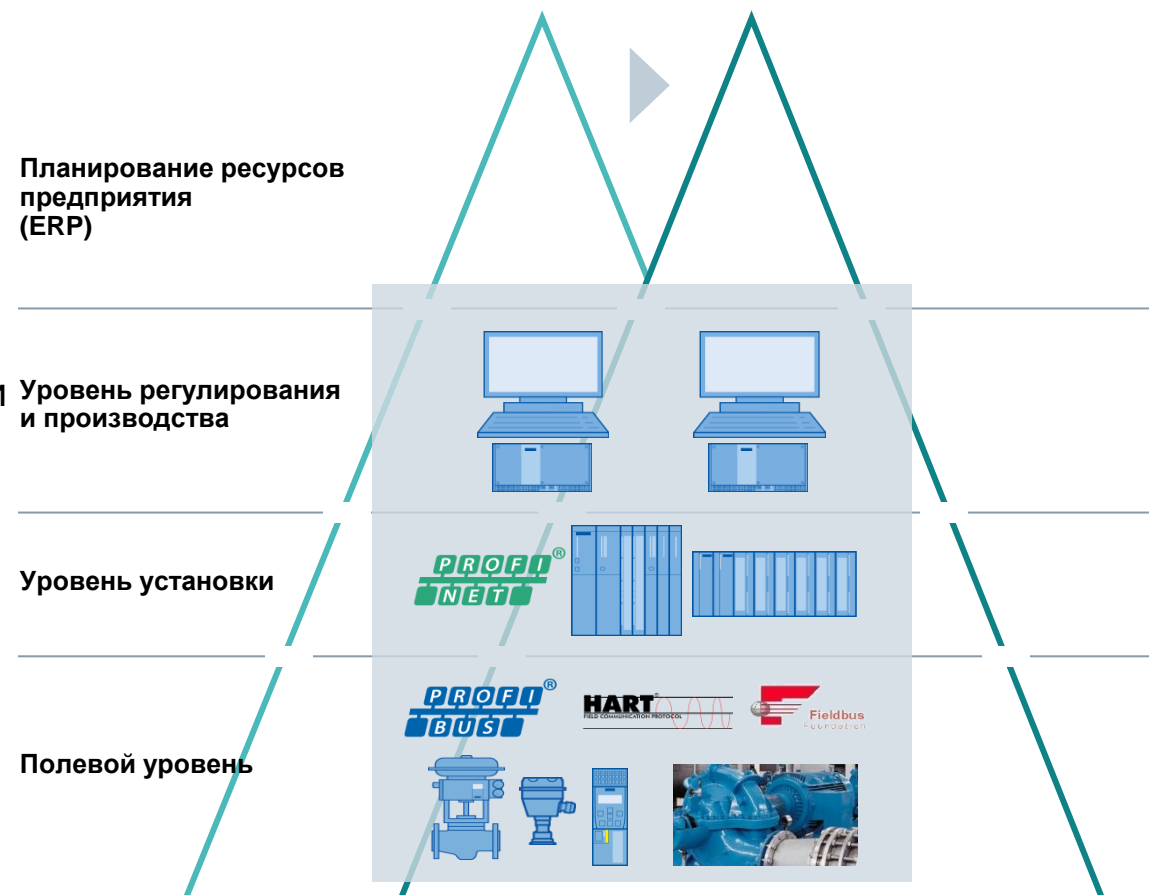 Планирование ресурсов
предприятия
(ERP)
Уровень регулирования
и производства
Уровень установки
PROFI®
NET
Полевой уровень
PROFI®
BUS
HART®
FIELD COMMUNICATION PROTOCOL
Fieldbus
Foundation